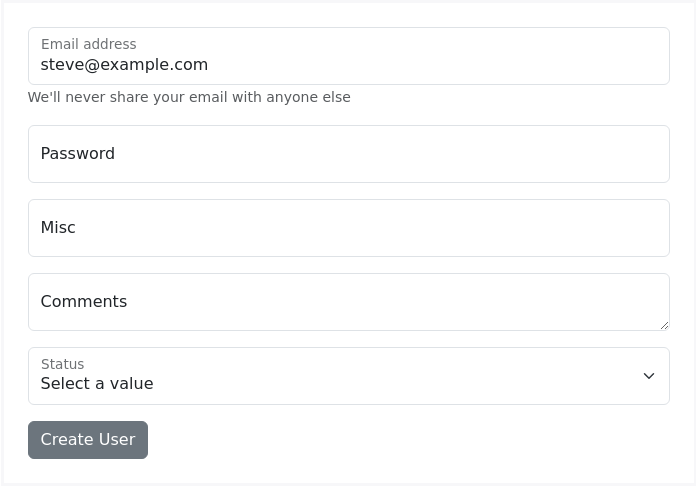 Email address
steve@example.com
We'll never share your email with anyone else
Password
Misc
Comments
Status
Select a value
Create User